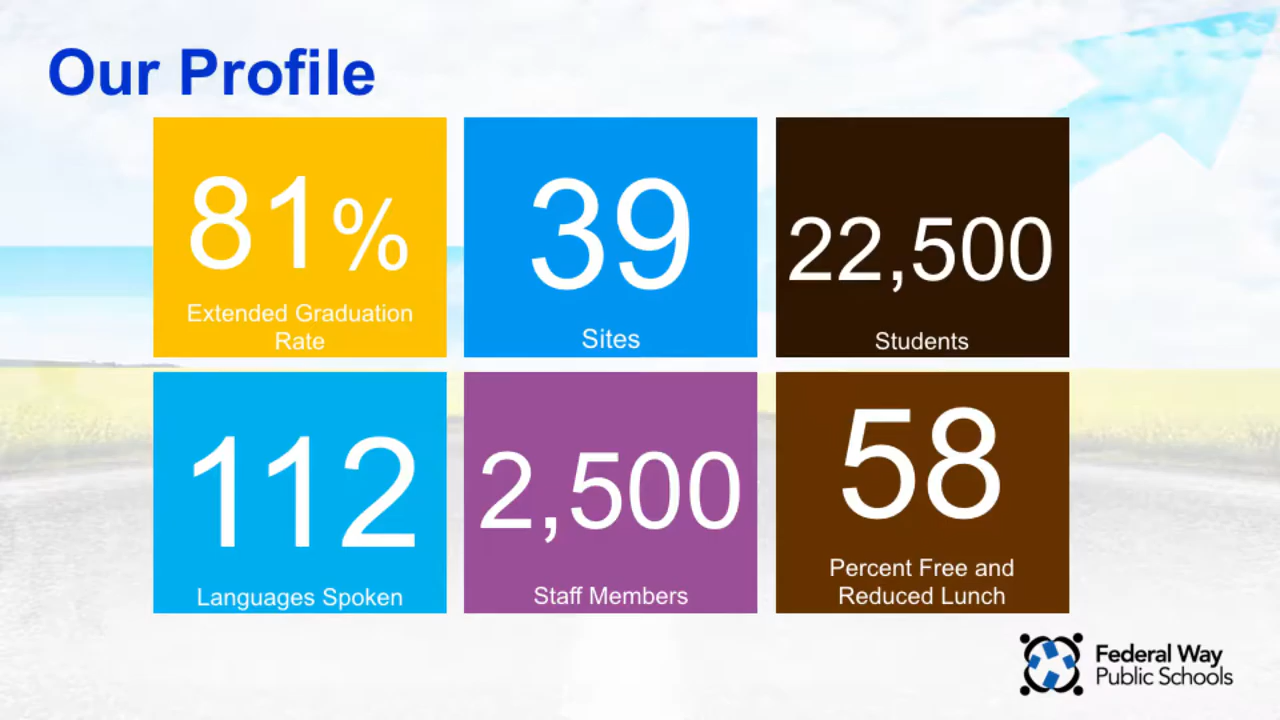 Our Profile
81%
Extended Graduation
Rate
39
Sites
22,500
Students
112
Languages Spoken
2,500
Staff Members
58
Percent Free and
Reduced Lunch
Federal Way
Public Schools